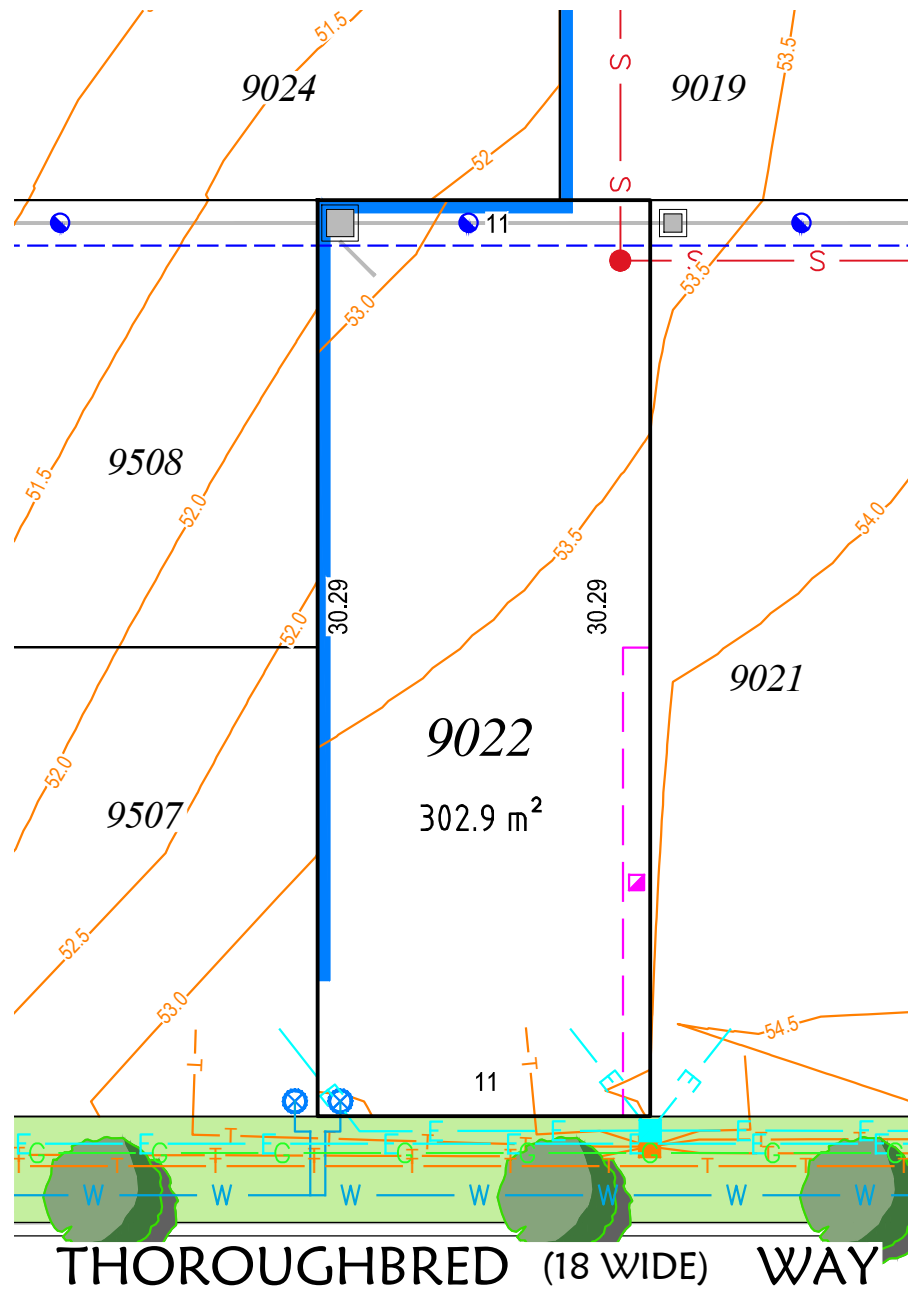 51.5
53.5
9024
S
9019
52
S
11
S
S
53.5
53.0
9508
51.5
52.0
54.0
53.5
30.29
30.29
52.0
9021
9022
52.0
302.9 m²
9507
52.5
53.0
54.5
T
T
E
E
E
11
E E T E E E E E
G G G G G G G
T T T T T T T
W W W W W W W
THOROUGHBRED (18 WIDE) WAY